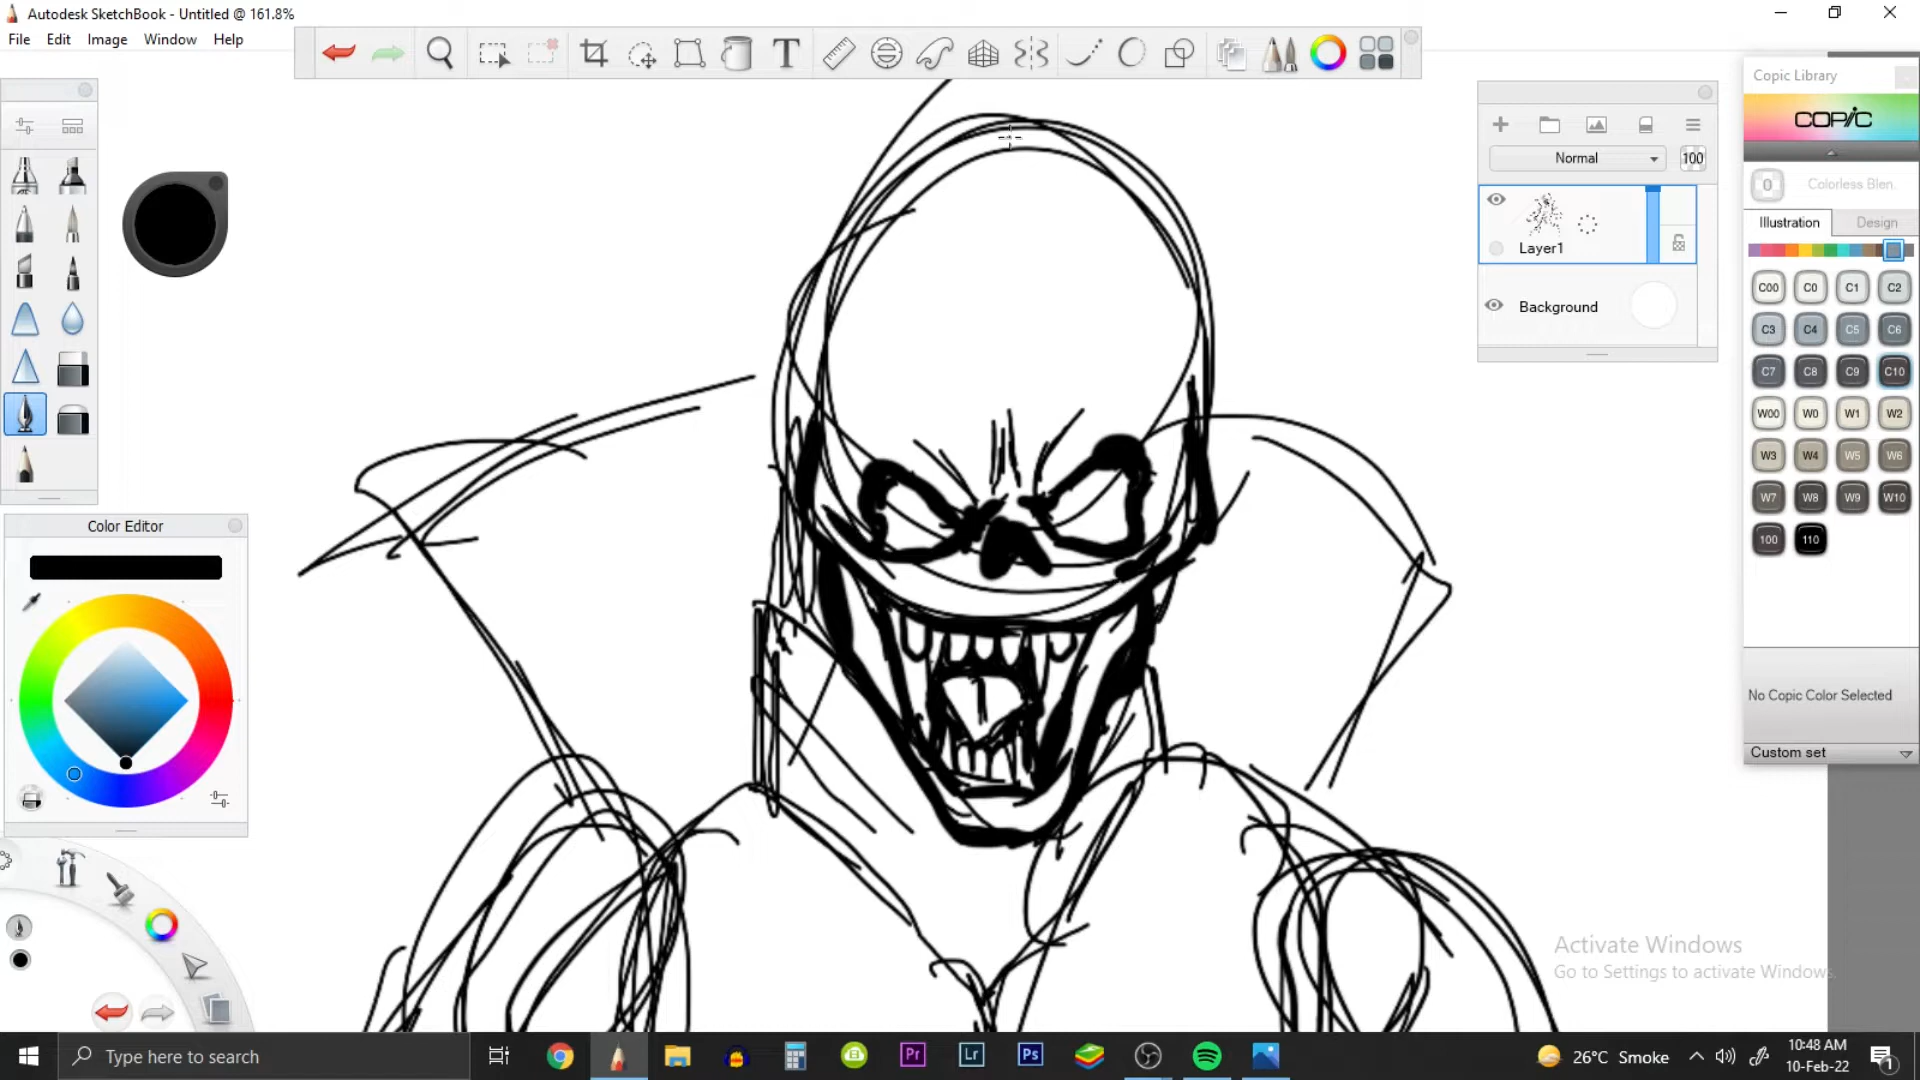 Autodesk SketchBook - Untitled @ 161.8%
File Edit Image Window Help
T
Normal
100
Layer1
Background
Copic Library
COPIC
0 Colorless Blen.
Illustration Design
C00 C0 C1 C2
C3 C4 C5 C6
C7 C8 C9 C10
W00 W0 W1 W2
W3 W4 W5 W6
W7 W8 W9 W10
100 110
No Copic Color Selected
Custom set
Color Editor
Activate Windows
Go to Settings to activate Windows.
Type here to search
Pr Lr Ps
26°C Smoke
10:48 AM
10-Feb-22
1